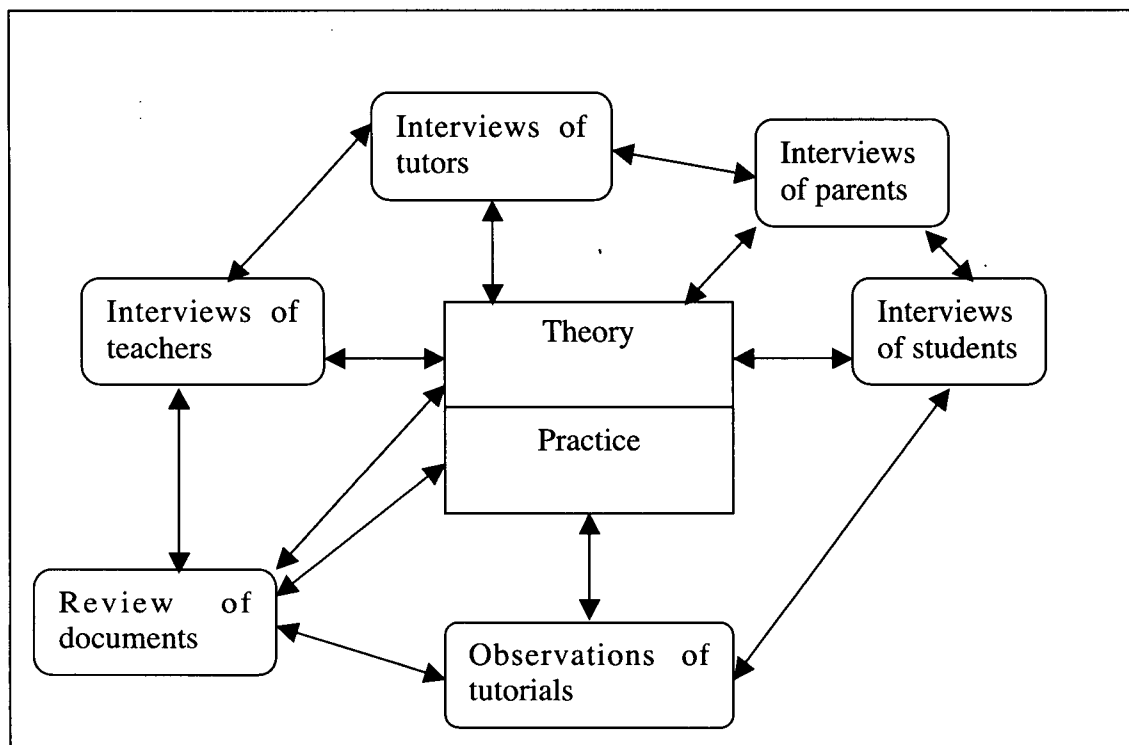 Interviews of
tutors
Interviews
of parents
Interviews of
teachers
Theory
Interviews
of students
Practice
Review of
documents
Observations of
tutorials